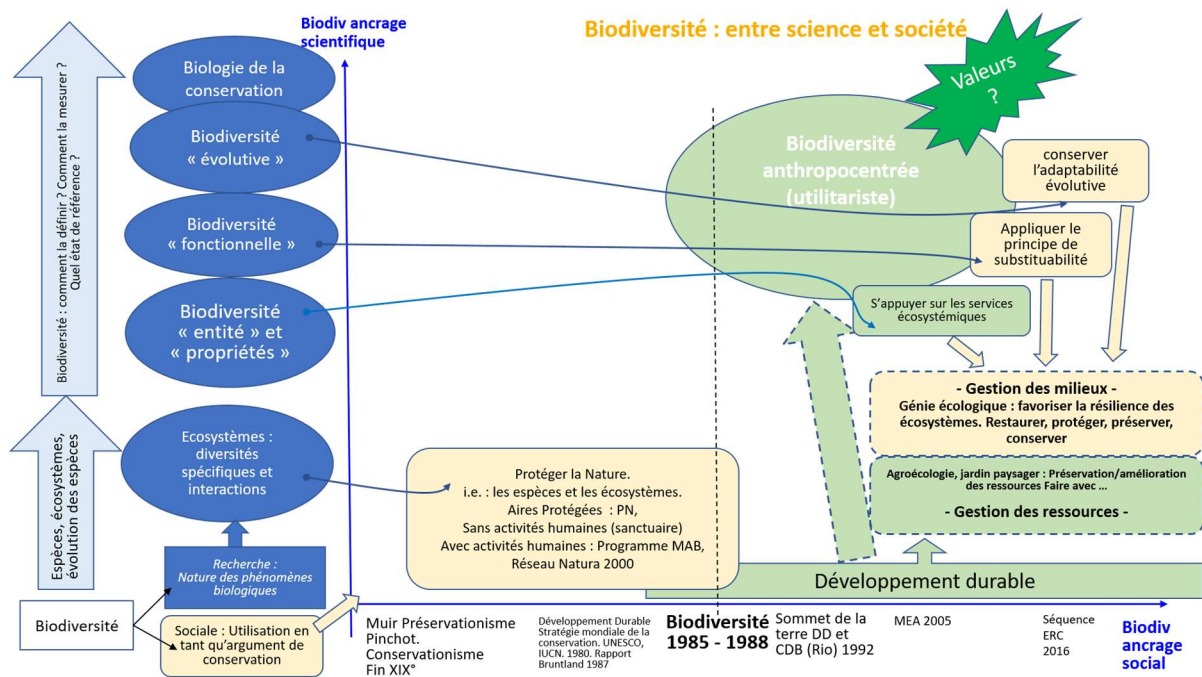 Biodiv ancrage
scientifique
Biodiversité : entre science et société
Valeurs
?
Biodiversité : comment la définir ? Comment la mesurer ?
Quel état de référence ?
Biologie de la
conservation
Biodiversité
« évolutive »
Biodiversité
« fonctionnelle »
Biodiversité
« entité » et
« propriétés »
Biodiversité
anthropocentrée
(utilitariste)
conserver
l’adaptabilité
évolutive
Appliquer le
principe de
substituabilité
S’appuyer sur les services
écosystémiques
- Gestion des milieux -
Génie écologique : favoriser la résilience des
écosystèmes. Restaurer, protéger, préserver,
conserver
Agroécologie, jardin paysager : Préservation/amélioration
des ressources Faire avec ...
- Gestion des ressources -
Espèces, écosystèmes,
évolution des espèces
Ecosystèmes :
diversités
spécifiques et
interactions
Protéger la Nature.
i.e. : les espèces et les écosystèmes.
Aires Protégées : PN,
Sans activités humaines (sanctuaire)
Avec activités humaines : Programme MAB,
Réseau Natura 2000
Recherche :
Nature des phénomènes
biologiques
Développement durable
Biodiversité
Sociale : Utilisation en
tant qu’argument de
conservation
Muir Préservationisme
Pinchot.
Conservationisme
Fin XIX°
Développement Durable
Stratégie mondiale de la
conservation. UNESCO,
IUCN. 1980. Rapport
Bruntland 1987
Biodiversité
1985 - 1988
Sommet de la
terre DD et
CDB (Rio) 1992
MEA 2005
Séquence
ERC
2016
Biodiv
ancrage
social